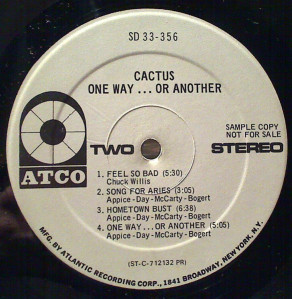 SD 33-356
CACTUS
ONE WAY . . . OR ANOTHER
SAMPLE COPY
NOT FOR SALE
TWO
STEREO
ATCO
1. FEEL SO BAD (5:30)
Chuck Willis
2. SONG FOR ARIES (3:05)
Appice-Day-McCarty-Bogert
3. HOMETOWN BUST (6:38)
Appice-Day-McCarty-Bogert
4. ONE WAY...OR ANOTHER (5:05)
Appice-Day-McCarty-Bogert
(ST-C-712132 PR)
MFG. BY ATLANTIC RECORDING CORP., 1841 BROADWAY, NEW YORK, N.Y.